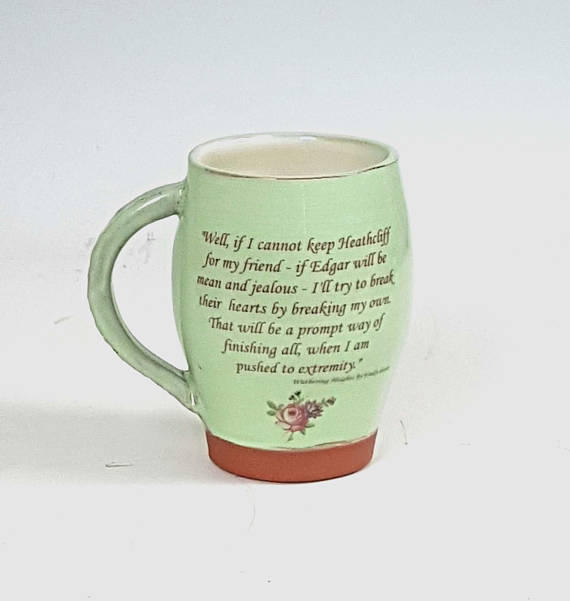 "Well, if I cannot keep Heathcliff
for my friend - if Edgar will be
mean and jealous - I'll try to break
their hearts by breaking my own.
That will be a prompt way of
finishing all, when I am
pushed to extremity."
Wuthering Heights by Emily